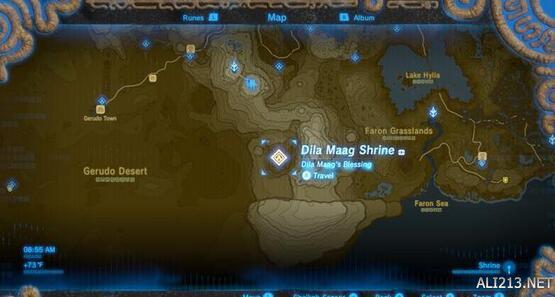 Runes
Map
Album
Lake Hylia
Gerudo Town
Faron Grasslands
Dila Maag Shrine
Dila Maag's Blessing
Travel
Gerudo Desert
Faron Sea
08:55 AM
+73°F
Shrine
ALI213.NET